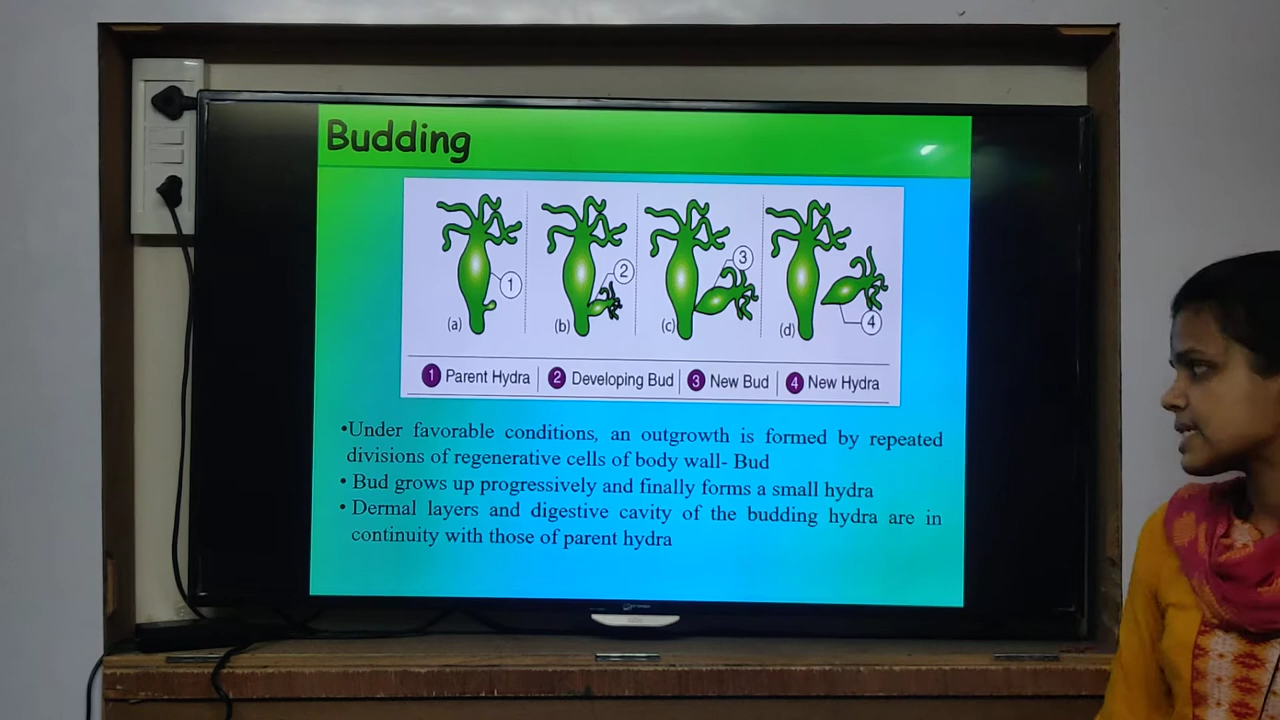 Budding
1
2
3
4
(a)
(b)
(c)
(d)
1 Parent Hydra 2 Developing Bud 3 New Bud 4 New Hydra
•Under favorable conditions, an outgrowth is formed by repeated
divisions of regenerative cells of body wall- Bud
• Bud grows up progressively and finally forms a small hydra
• Dermal layers and digestive cavity of the budding hydra are in
continuity with those of parent hydra